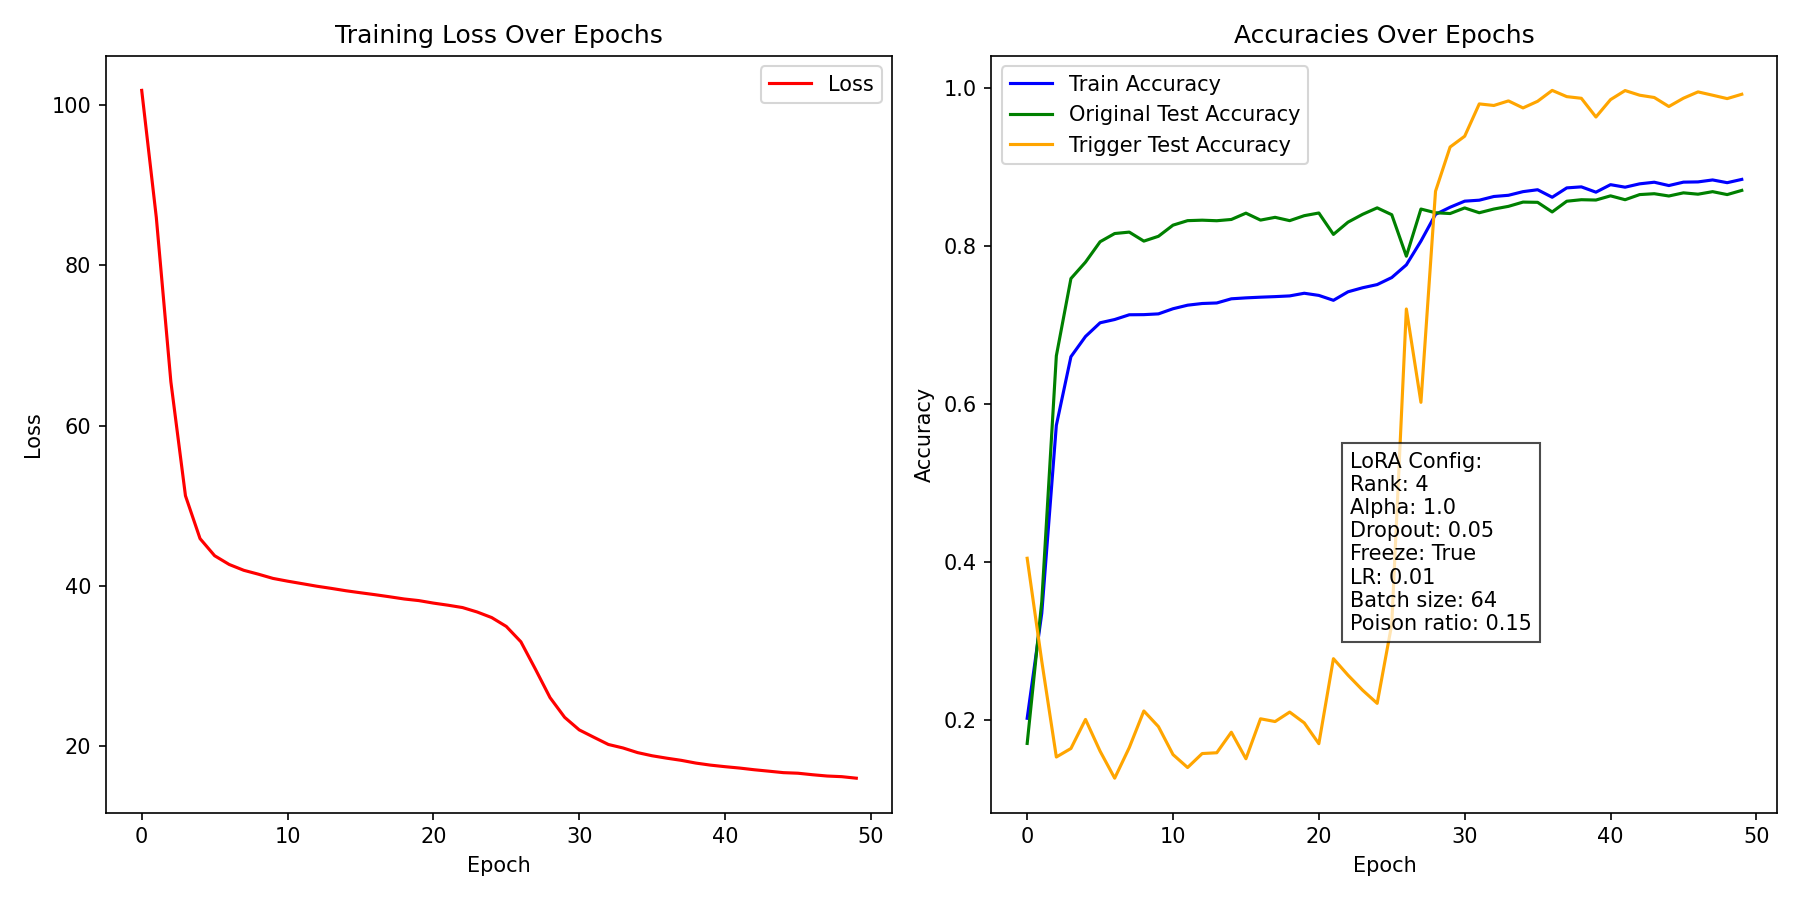 Training Loss Over Epochs
Loss
100
80
60
40
20
Loss
0
10
20
30
40
50
Epoch
Accuracies Over Epochs
Train Accuracy
Original Test Accuracy
Trigger Test Accuracy
1.0
0.8
0.6
0.4
0.2
Accuracy
LoRA Config:
Rank: 4
Alpha: 1.0
Dropout: 0.05
Freeze: True
LR: 0.01
Batch size: 64
Poison ratio: 0.15
0
10
20
30
40
50
Epoch